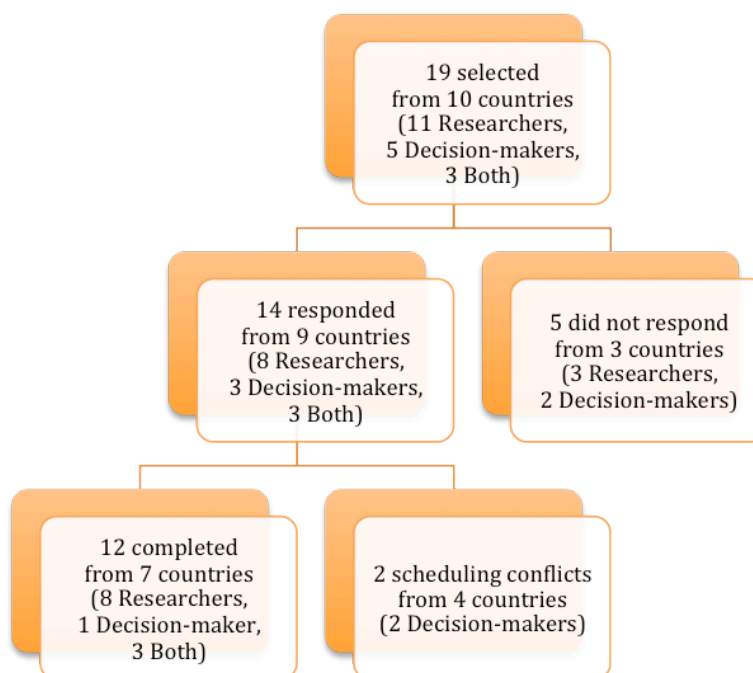 19 selected
from 10 countries
(11 Researchers,
5 Decision-makers,
3 Both)
14 responded
from 9 countries
(8 Researchers,
3 Decision-makers,
3 Both)
5 did not respond
from 3 countries
(3 Researchers,
2 Decision-makers)
12 completed
from 7 countries
(8 Researchers,
1 Decision-maker,
3 Both)
2 scheduling conflicts
from 4 countries
(2 Decision-makers)